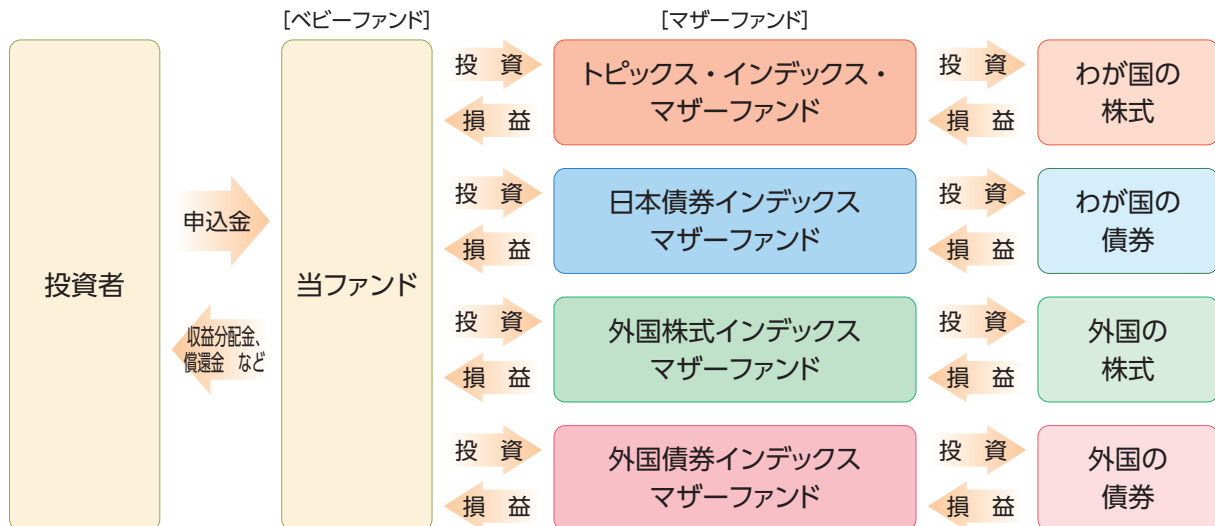 [ベビーファンド]
[マザーファンド]
投資者
申込金
収益分配金、
償還金 など
当ファンド
投 資
損 益
トピックス・インデックス・
マザーファンド
投 資
損 益
わが国の
株式
投 資
損 益
日本債券インデックス
マザーファンド
投 資
損 益
わが国の
債券
投 資
損 益
外国株式インデックス
マザーファンド
投 資
損 益
外国の
株式
投 資
損 益
外国債券インデックス
マザーファンド
投 資
損 益
外国の
債券